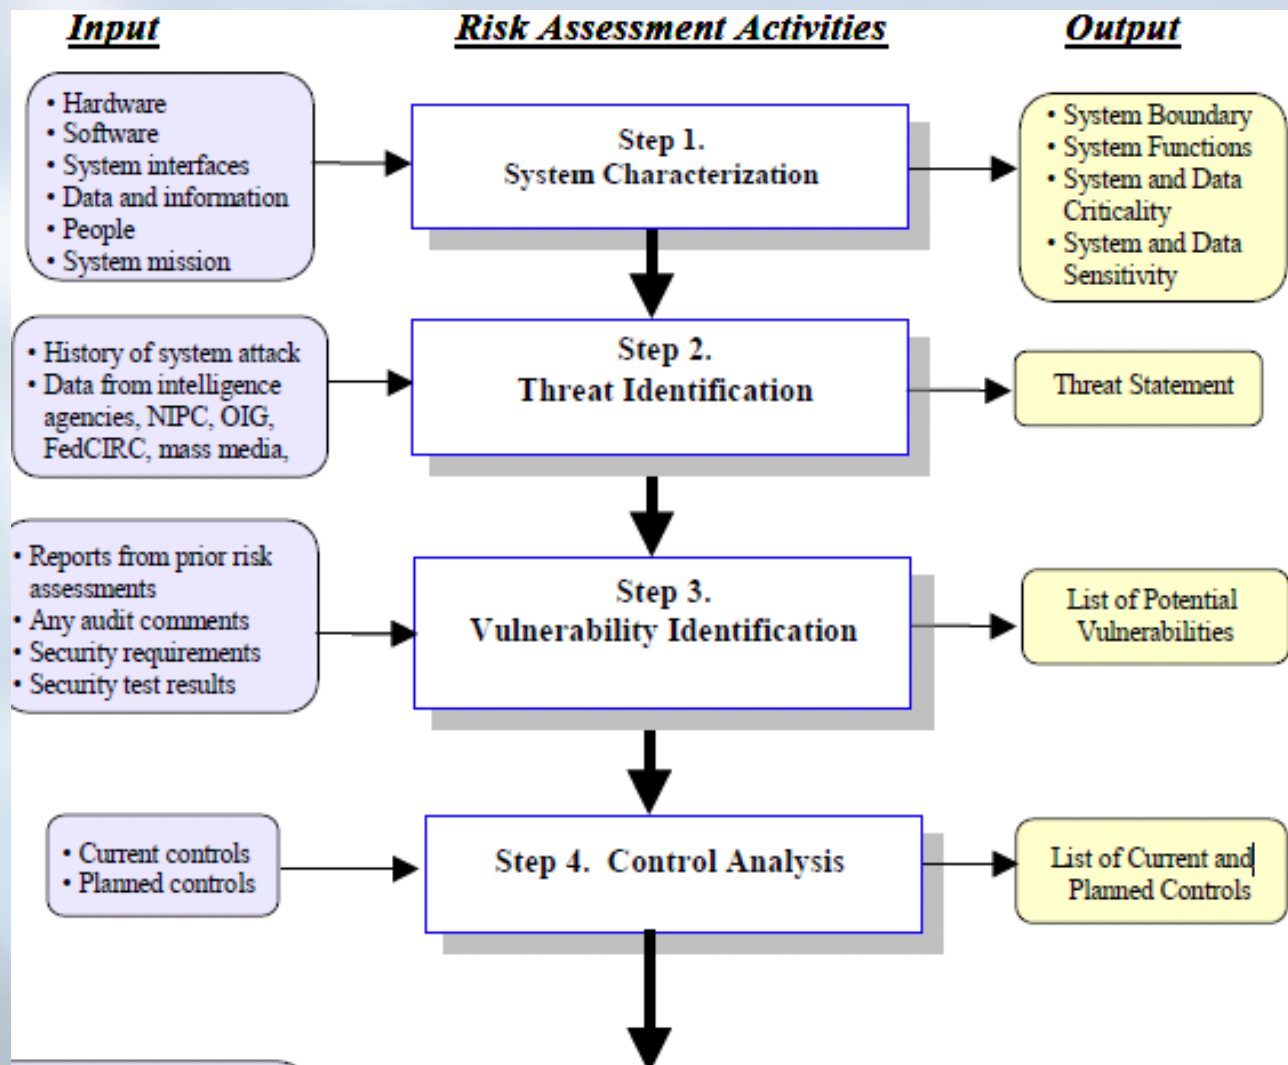 Input
Risk Assessment Activities
Output
• Hardware
• Software
• System interfaces
• Data and information
• People
• System mission
Step 1.
System Characterization
• System Boundary
• System Functions
• System and Data
Criticality
• System and Data
Sensitivity
• History of system attack
• Data from intelligence
agencies, NIPC, OIG,
FedCIRC, mass media,
Step 2.
Threat Identification
Threat Statement
• Reports from prior risk
assessments
• Any audit comments
• Security requirements
• Security test results
Step 3.
Vulnerability Identification
List of Potential
Vulnerabilities
• Current controls
• Planned controls
Step 4. Control Analysis
List of Current and
Planned Controls